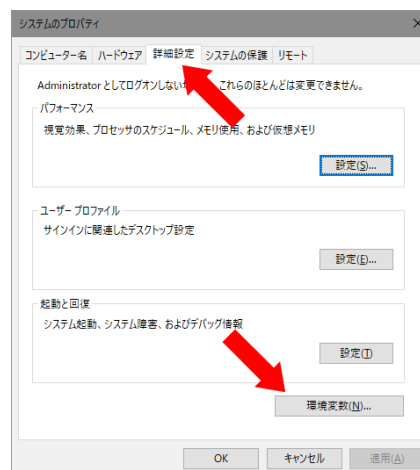 システムのプロパティ
コンピューター名 ハードウェア 詳細設定 システムの保護 リモート
Administrator としてログオンしない これらのほとんどは変更できません。
パフォーマンス
視覚効果、プロセッサのスケジュール、メモリ使用、および仮想メモリ
設定(S)...
ユーザー プロファイル
サインインに関連したデスクトップ設定
設定(E)...
起動と回復
システム起動、システム障害、およびデバッグ情報
設定(T)
環境変数(N)...
OK キャンセル 適用(A)